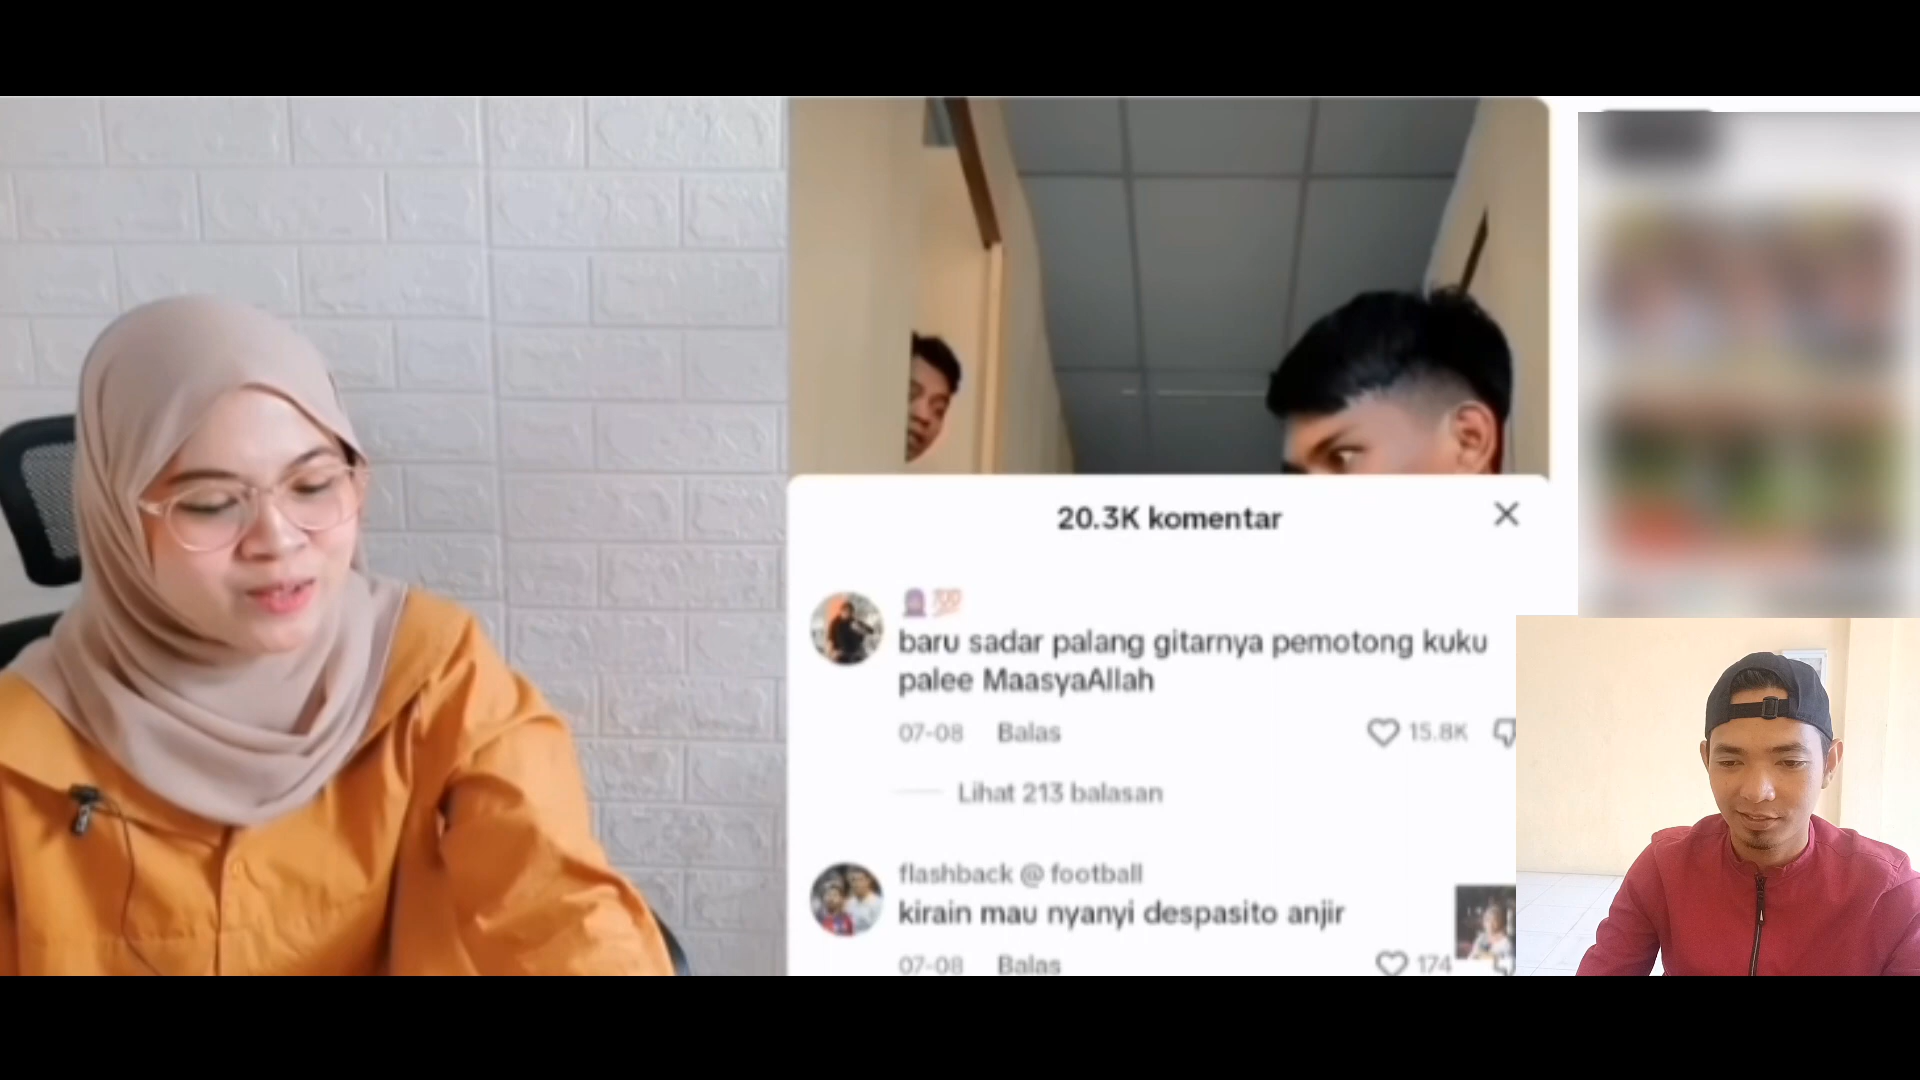 20.3K komentar
baru sadar palang gitarnya pemotong kuku
palee MaasyaAllah
07-08 Balas 15.8K
Lihat 213 balasan
flashback @ football
kirain mau nyanyi despasito anjir
07-08 Balas 174